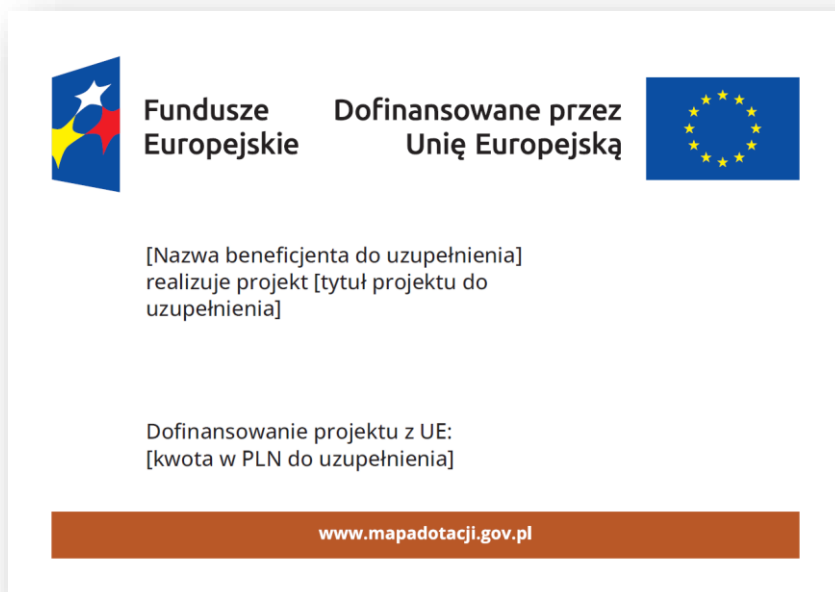 Fundusze
Europejskie
Dofinansowane przez
Unię Europejską
[Nazwa beneficjenta do uzupełnienia]
realizuje projekt [tytuł projektu do
uzupełnienia]
Dofinansowanie projektu z UE:
[kwota w PLN do uzupełnienia]
www.mapadotacji.gov.pl